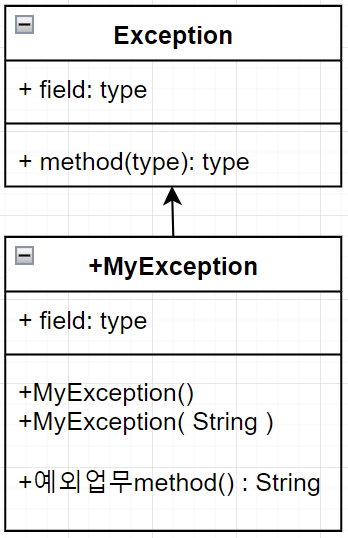 Exception
+ field: type
+ method(type): type
+MyException
+ field: type
+MyException()
+MyException( String )
+예외업무method() : String